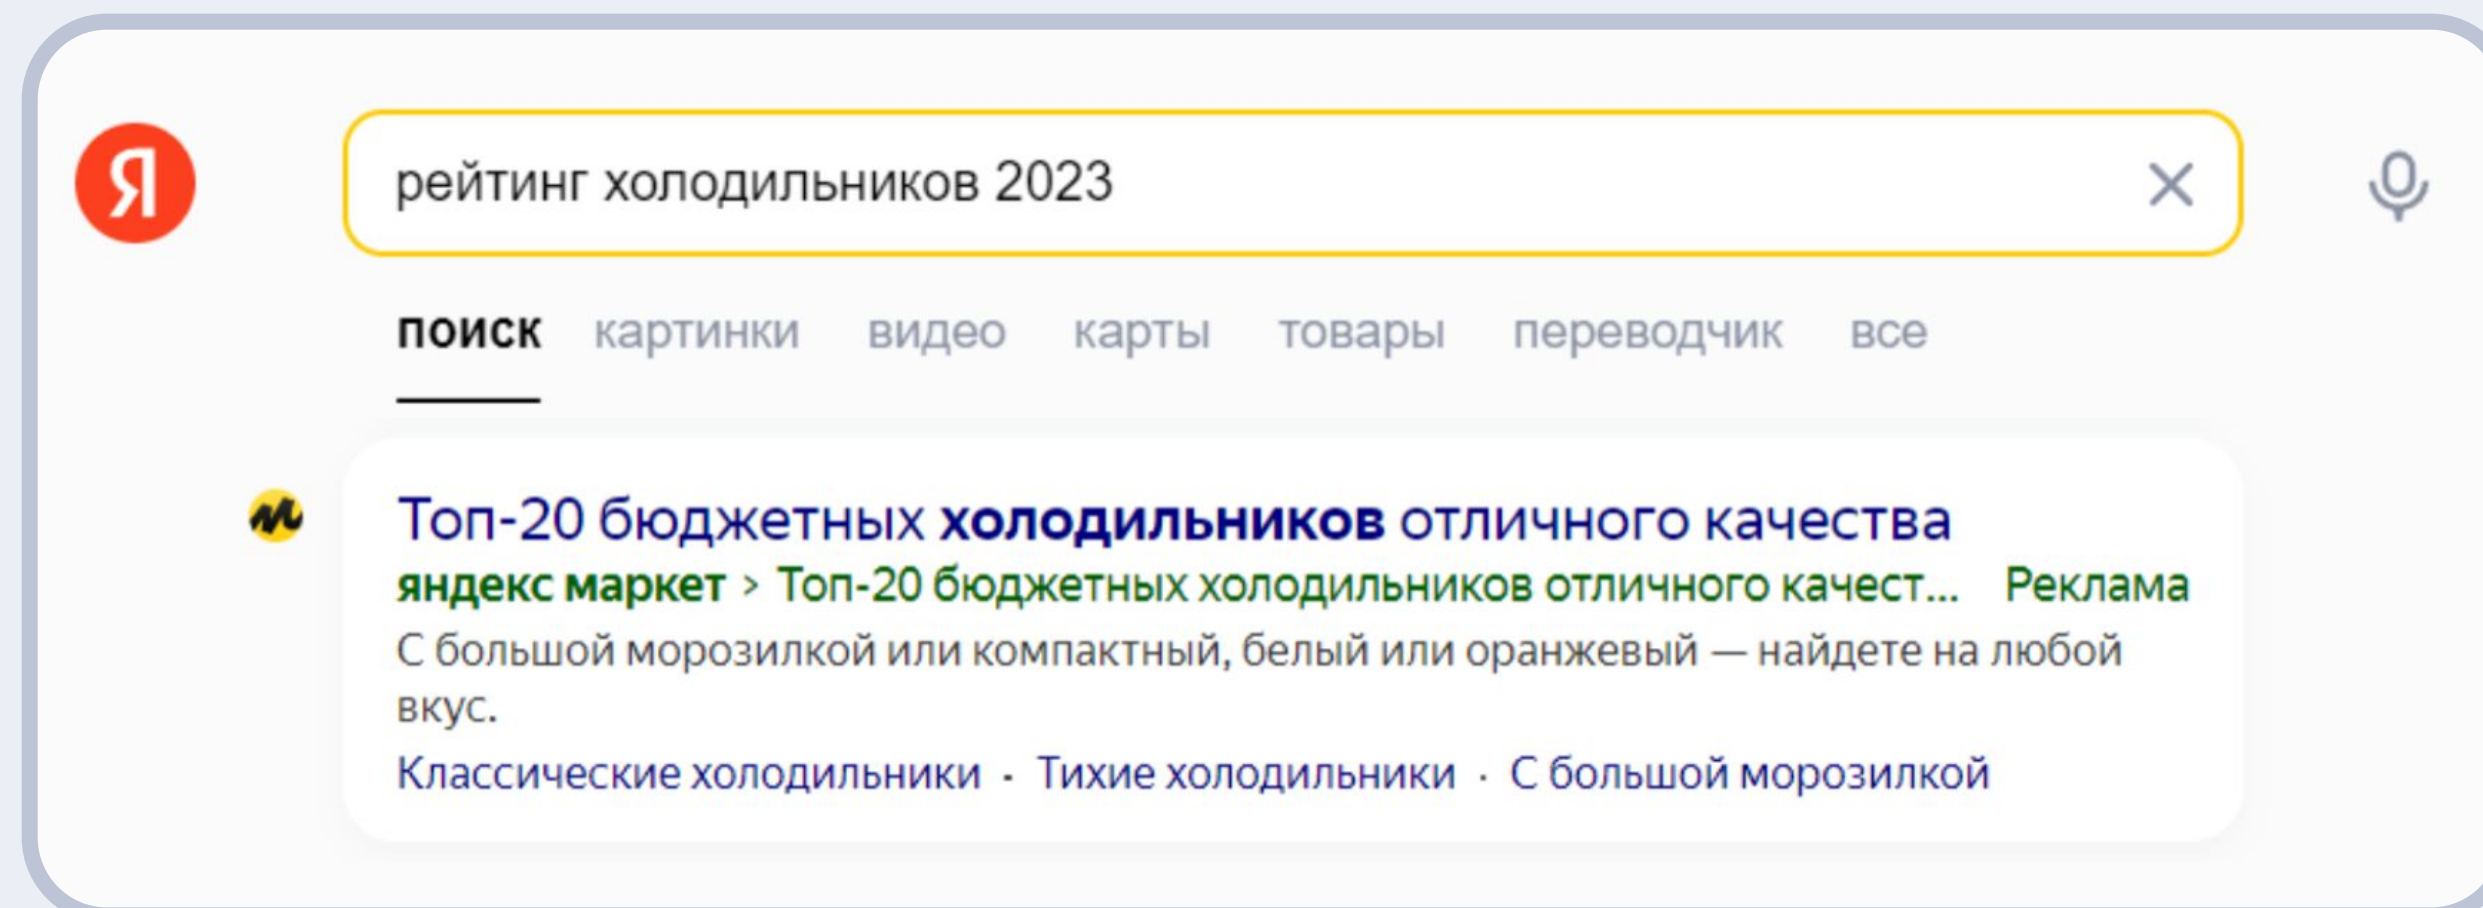 Я
рейтинг холодильников 2023
поиск картинки видео карты товары переводчик все
Топ-20 бюджетных холодильников отличного качества
яндекс маркет › Топ-20 бюджетных холодильников отличного качест... Реклама
С большой морозилкой или компактный, белый или оранжевый — найдете на любой
вкус.
Классические холодильники · Тихие холодильники · С большой морозилкой